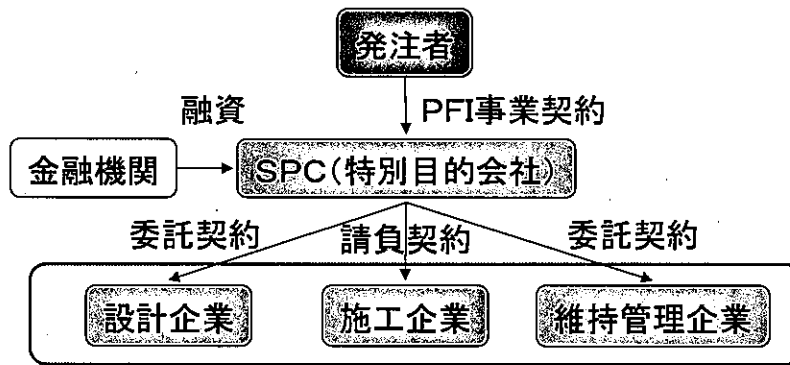 発注者
融資
PFI事業契約
金融機関
SPC(特別目的会社)
委託契約
請負契約
委託契約
設計企業
施工企業
維持管理企業